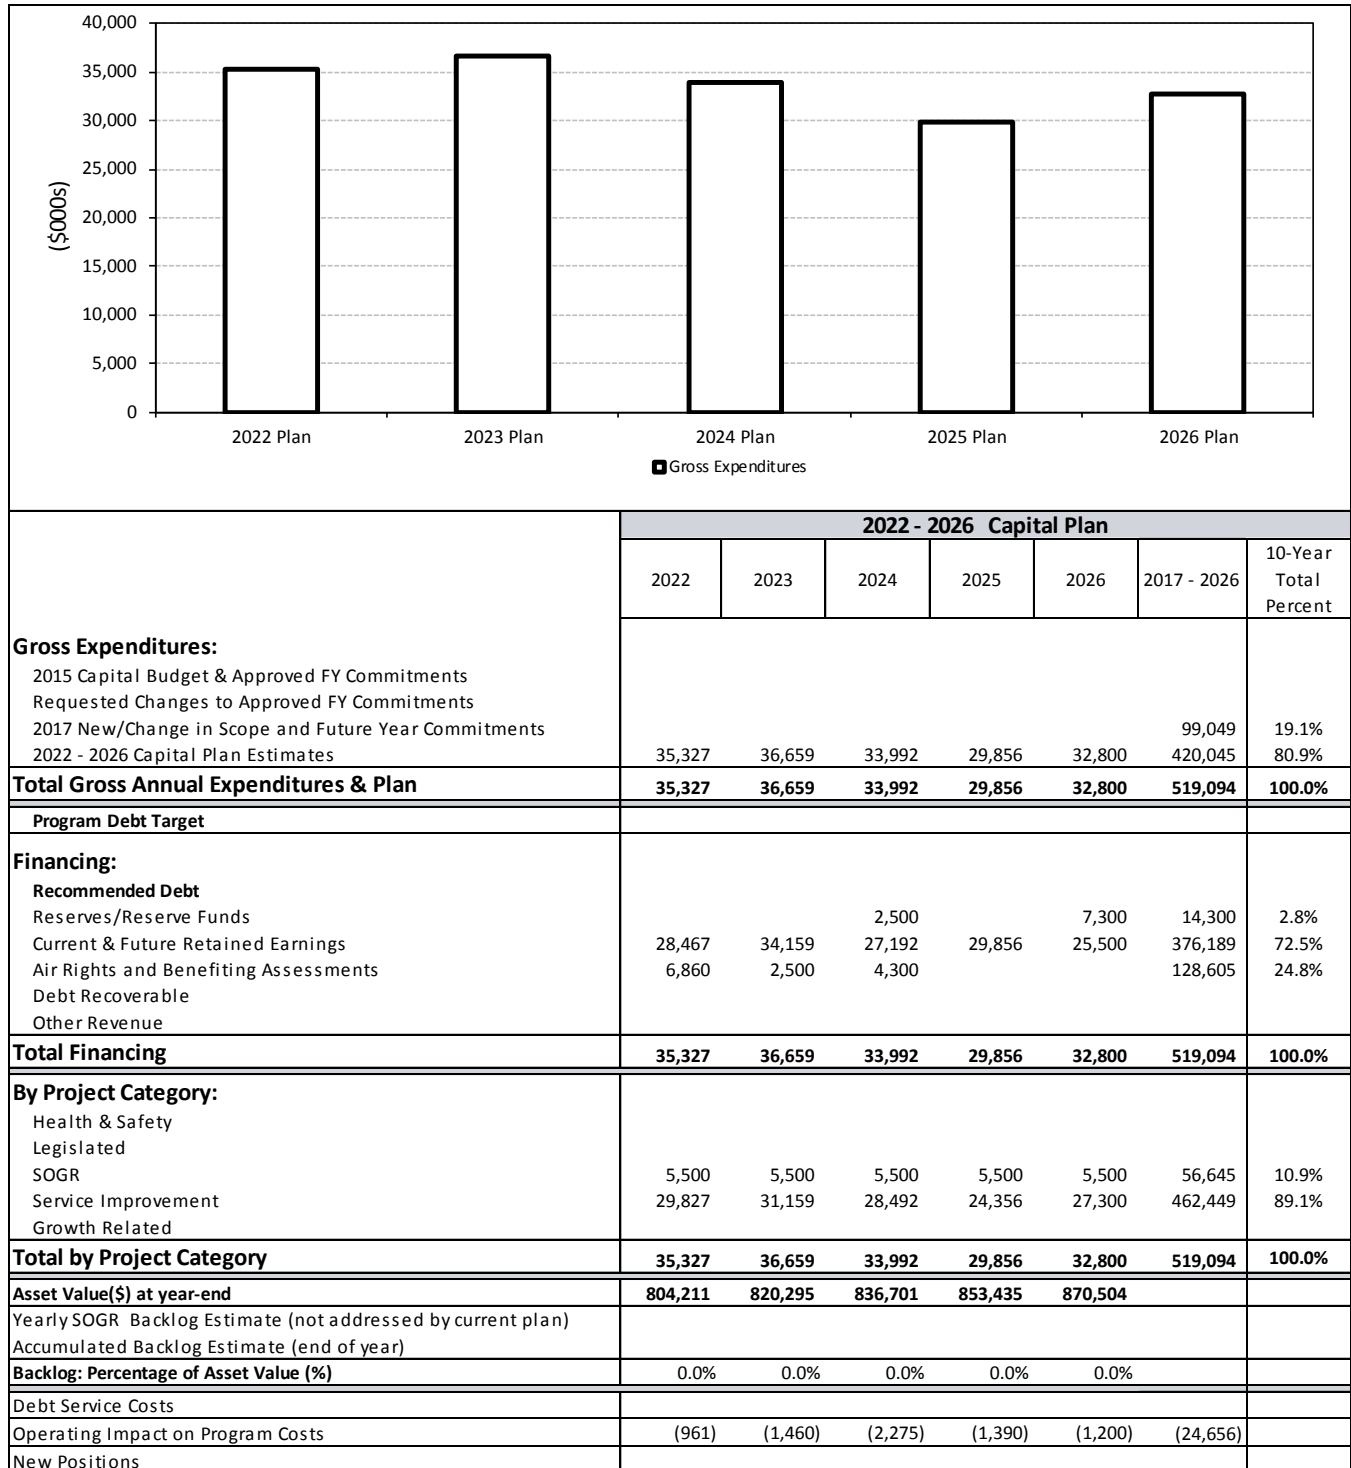 40,000
35,000
30,000
25,000
20,000
15,000
10,000
5,000
0
($000s)
2022 Plan 2023 Plan 2024 Plan 2025 Plan 2026 Plan
Gross Expenditures
2022 - 2026 Capital Plan
2022 2023 2024 2025 2026 2017 - 2026 10-Year Total Percent
Gross Expenditures:
2015 Capital Budget & Approved FY Commitments
Requested Changes to Approved FY Commitments
2017 New/Change in Scope and Future Year Commitments 99,049 19.1%
2022 - 2026 Capital Plan Estimates 35,327 36,659 33,992 29,856 32,800 420,045 80.9%
Total Gross Annual Expenditures & Plan 35,327 36,659 33,992 29,856 32,800 519,094 100.0%
Program Debt Target
Financing:
Recommended Debt
Reserves/Reserve Funds 2,500 7,300 14,300 2.8%
Current & Future Retained Earnings 28,467 34,159 27,192 29,856 25,500 376,189 72.5%
Air Rights and Benefiting Assessments 6,860 2,500 4,300 128,605 24.8%
Debt Recoverable
Other Revenue
Total Financing 35,327 36,659 33,992 29,856 32,800 519,094 100.0%
By Project Category:
Health & Safety
Legislated
SOGR 5,500 5,500 5,500 5,500 5,500 56,645 10.9%
Service Improvement 29,827 31,159 28,492 24,356 27,300 462,449 89.1%
Growth Related
Total by Project Category 35,327 36,659 33,992 29,856 32,800 519,094 100.0%
Asset Value($) at year-end 804,211 820,295 836,701 853,435 870,504
Yearly SOGR Backlog Estimate (not addressed by current plan)
Accumulated Backlog Estimate (end of year)
Backlog: Percentage of Asset Value (%) 0.0% 0.0% 0.0% 0.0% 0.0%
Debt Service Costs
Operating Impact on Program Costs (961) (1,460) (2,275) (1,390) (1,200) (24,656)
New Positions